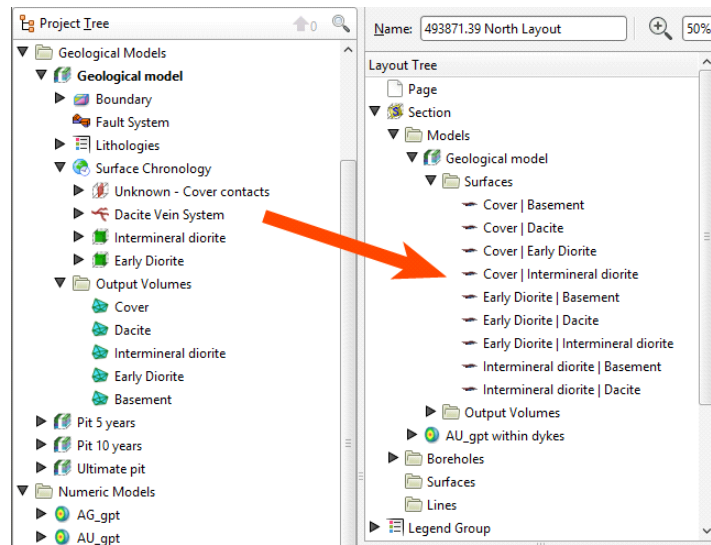 Project Tree
0
Geological Models
Geological model
Boundary
Fault System
Lithologies
Surface Chronology
Unknown - Cover contacts
Dacite Vein System
Intermineral diorite
Early Diorite
Output Volumes
Cover
Dacite
Intermineral diorite
Early Diorite
Basement
Pit 5 years
Pit 10 years
Ultimate pit
Numeric Models
AG_gpt
AU_gpt
Name: 493871.39 North Layout 50%
Layout Tree
Page
Section
Models
Geological model
Surfaces
Cover | Basement
Cover | Dacite
Cover | Early Diorite
Cover | Intermineral diorite
Early Diorite | Basement
Early Diorite | Dacite
Early Diorite | Intermineral diorite
Intermineral diorite | Basement
Intermineral diorite | Dacite
Output Volumes
AU_gpt within dykes
Boreholes
Surfaces
Lines
Legend Group